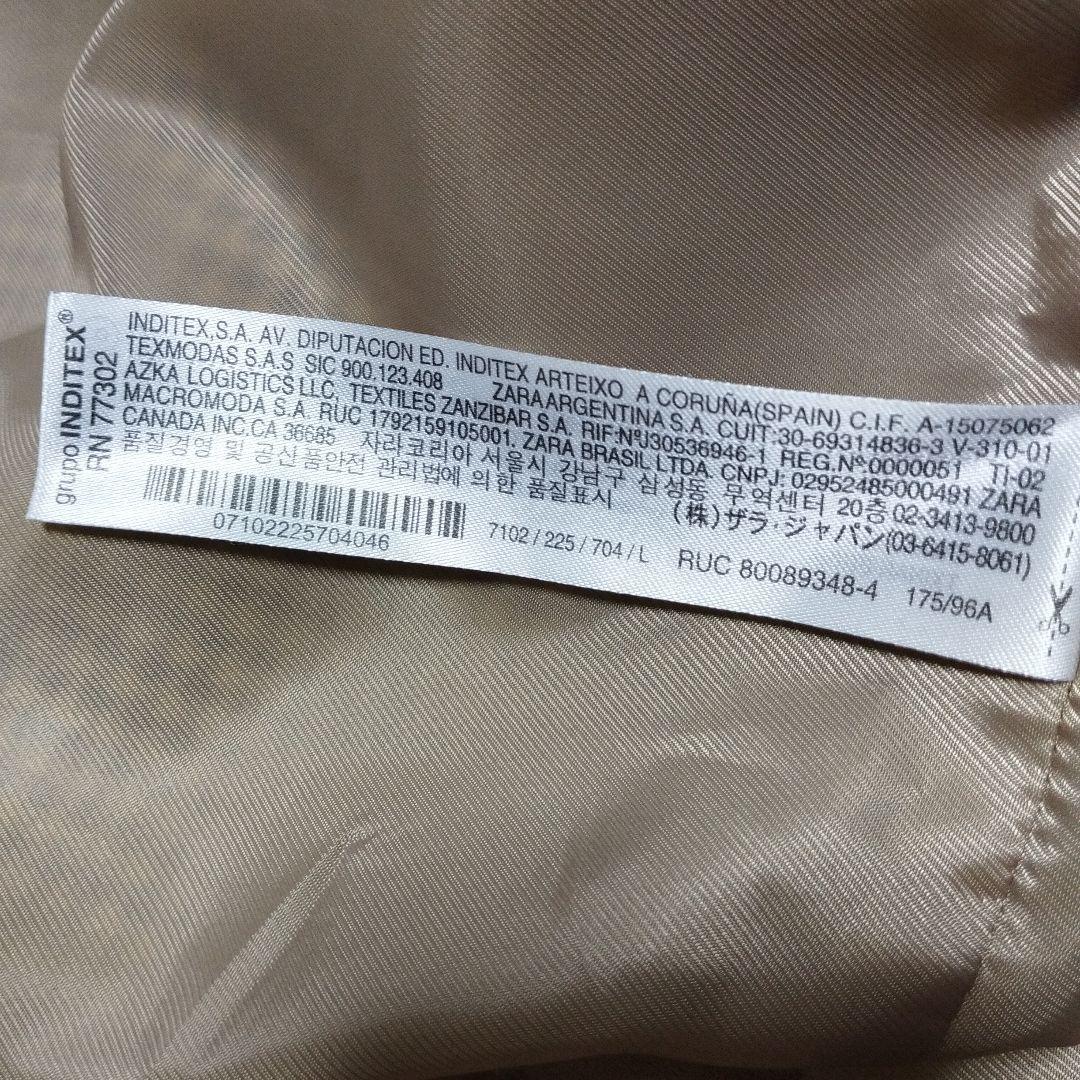 grupo INDITEX®
RN 77302
INDITEX,S.A. AV. DIPUTACION ED. INDITEX ARTEIXO A CORUÑA(SPAIN) C.I.F. A-15075062
TEXMODAS S.A.S SIC 900.123.408 ZARA ARGENTINA S.A. CUIT:30-69314836-3 V-310-01
AZKA LOGISTICS LLC, TEXTILES ZANZIBAR S.A. RIF:NºJ30536946-1 REG.Nº0000051 TI-02
MACROMODA S.A. RUC 1792159105001. ZARA BRASIL LTDA. CNPJ: 02952485000491 ZARA
CANADA INC.CA 36685 자라코리아 서울시 강남구 삼성동 무역센터 20층 02-3413-9800
품질경영 및 공산품안전 관리법에 의한 품질표시 (株)ザラ・ジャパン(03-6415-8061)
07102225704046
7102 / 225 / 704 / L RUC 80089348-4 175/96A